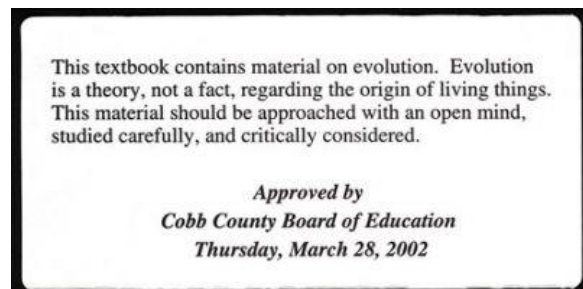 This textbook contains material on evolution.  Evolution
is a theory, not a fact, regarding the origin of living things.
This material should be approached with an open mind,
studied carefully, and critically considered.
Approved by
Cobb County Board of Education
Thursday, March 28, 2002